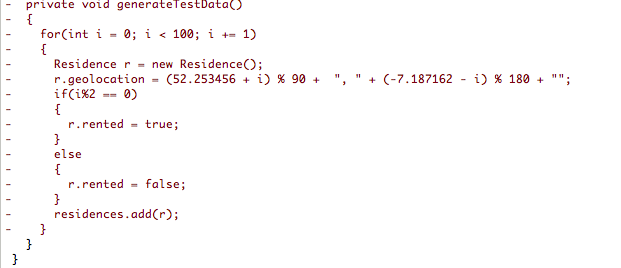 -  private void generateTestData()
-  {
-    for(int i = 0; i < 100; i += 1)
-    {
-      Residence r = new Residence();
-      r.geolocation = (52.253456 + i) % 90 +  ", " + (-7.187162 - i) % 180 + "";
-      if(i%2 == 0)
-      {
-        r.rented = true;
-      }
-      else
-      {
-        r.rented = false;
-      }
-      residences.add(r);
-    }
   }
 }